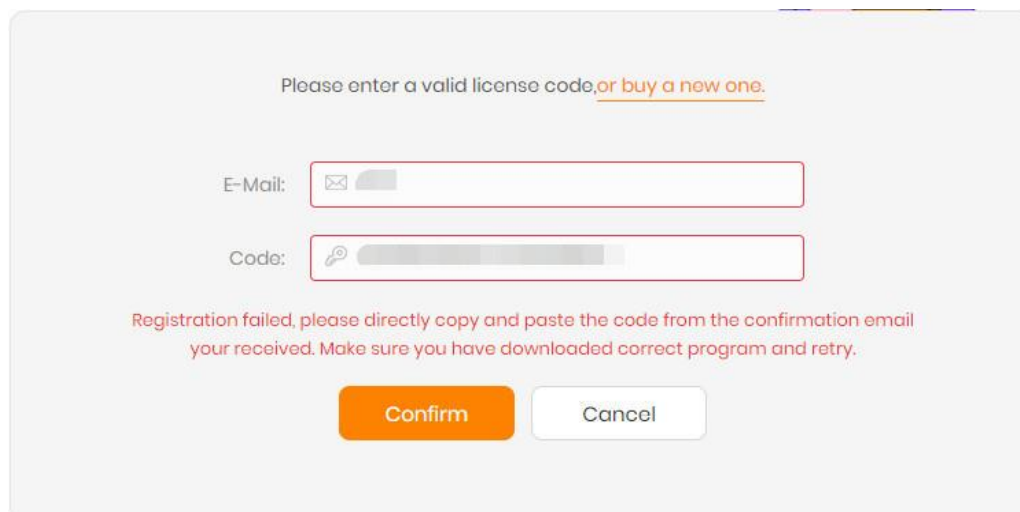 Please enter a valid license code,or buy a new one.
E-Mail:
Code:
Registration failed, please directly copy and paste the code from the confirmation email
your received. Make sure you have downloaded correct program and retry.
Confirm
Cancel